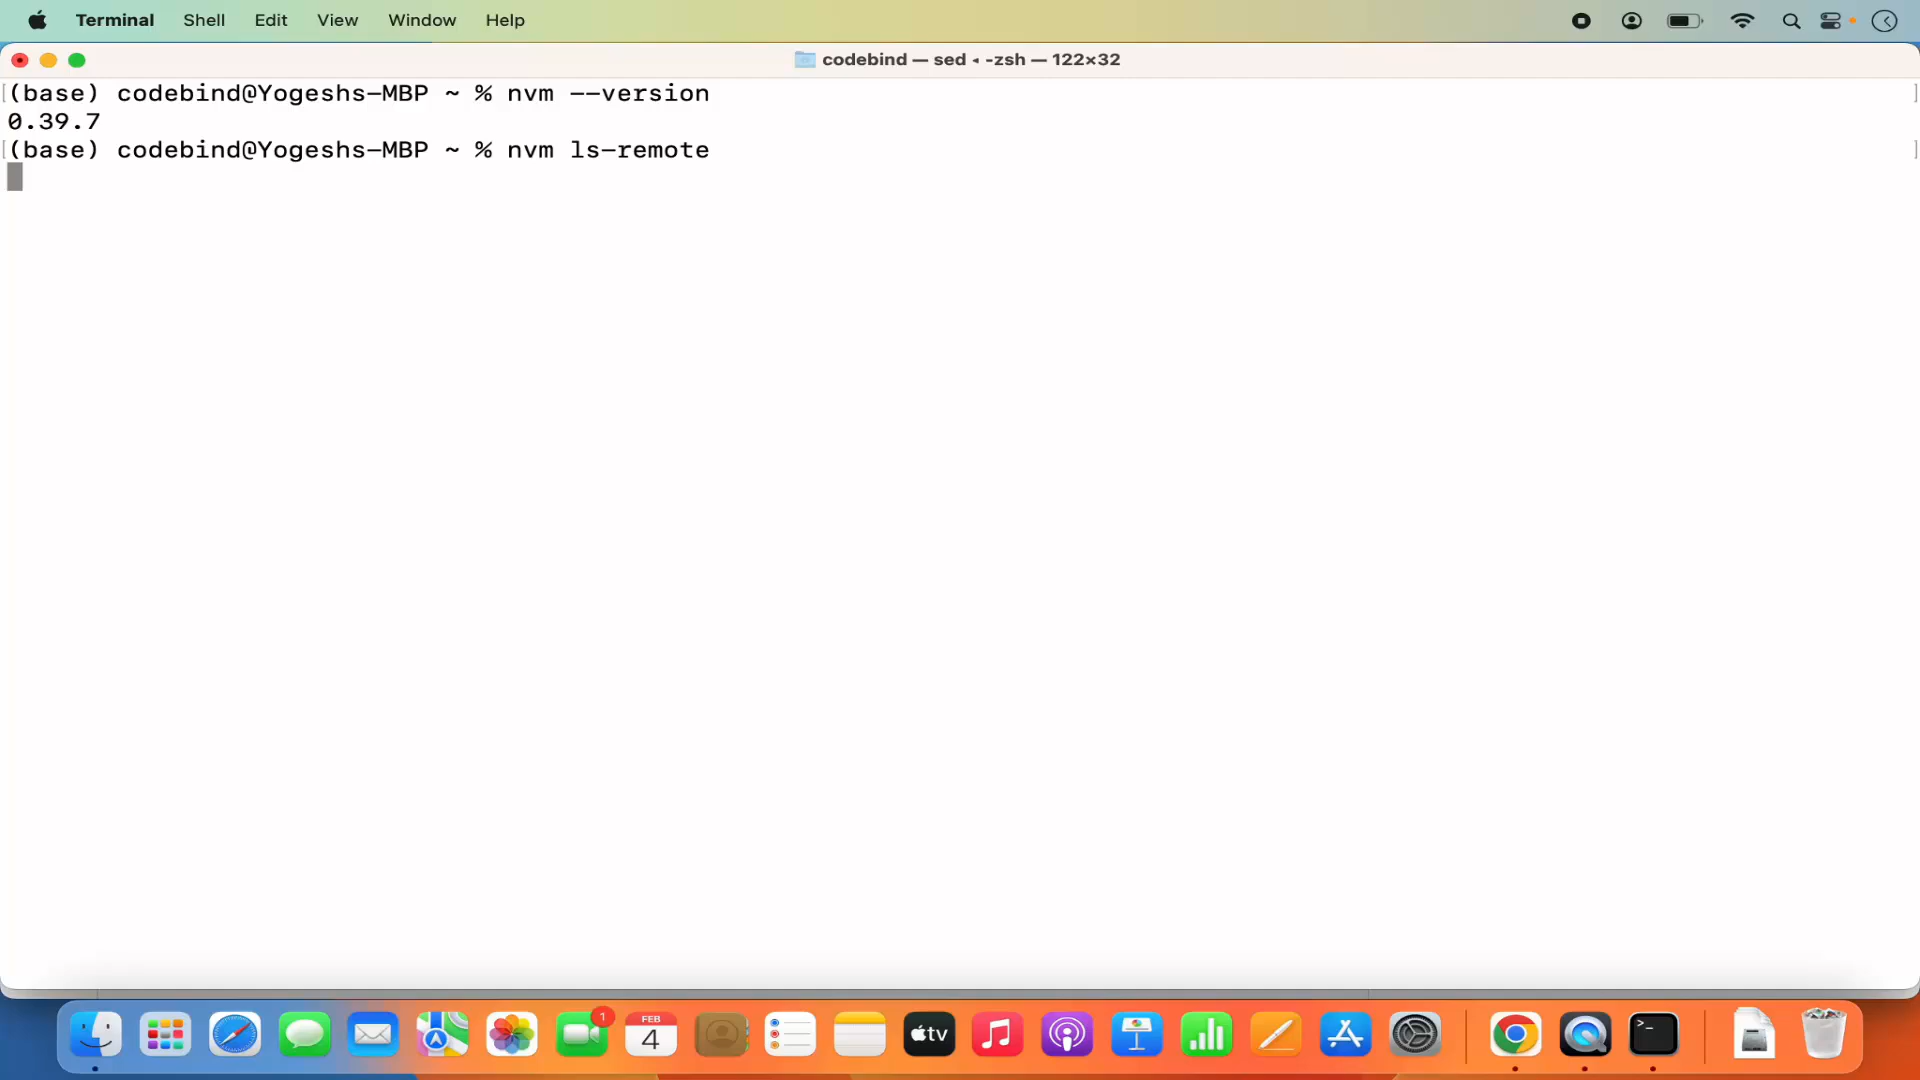 Terminal Shell Edit View Window Help
codebind — sed ◂ -zsh — 122×32
(base) codebind@Yogeshs-MBP ~ % nvm --version
0.39.7
(base) codebind@Yogeshs-MBP ~ % nvm ls-remote
1
FEB
4
tv
>_